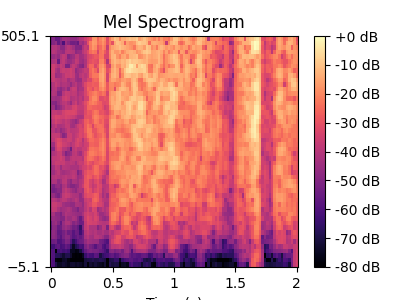 Mel Spectrogram
505.1
-5.1
0
0.5
1
1.5
2
+0 dB
-10 dB
-20 dB
-30 dB
-40 dB
-50 dB
-60 dB
-70 dB
-80 dB